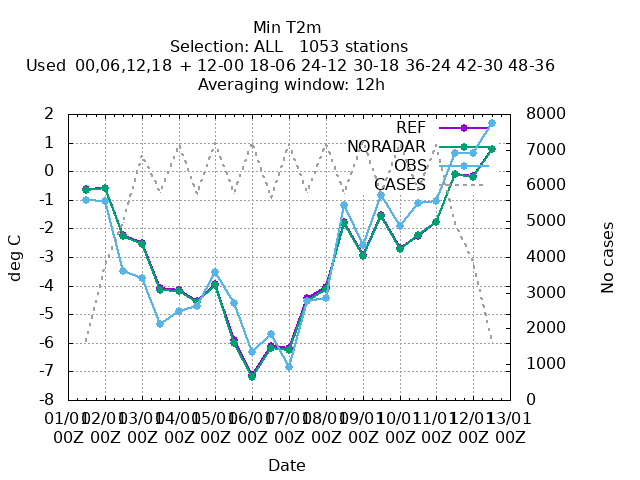 Min T2m
Selection: ALL   1053 stations
Used  00,06,12,18  + 12-00 18-06 24-12 30-18 36-24 42-30 48-36
Averaging window: 12h
REF
NORADAR
OBS
CASES
2
1
0
-1
-2
-3
-4
-5
-6
-7
-8
deg C
8000
7000
6000
5000
4000
3000
2000
1000
0
No cases
01/01 02/01 03/01 04/01 05/01 06/01 07/01 08/01 09/01 10/01 11/01 12/01 13/01
00Z 00Z 00Z 00Z 00Z 00Z 00Z 00Z 00Z 00Z 00Z 00Z 00Z
Date